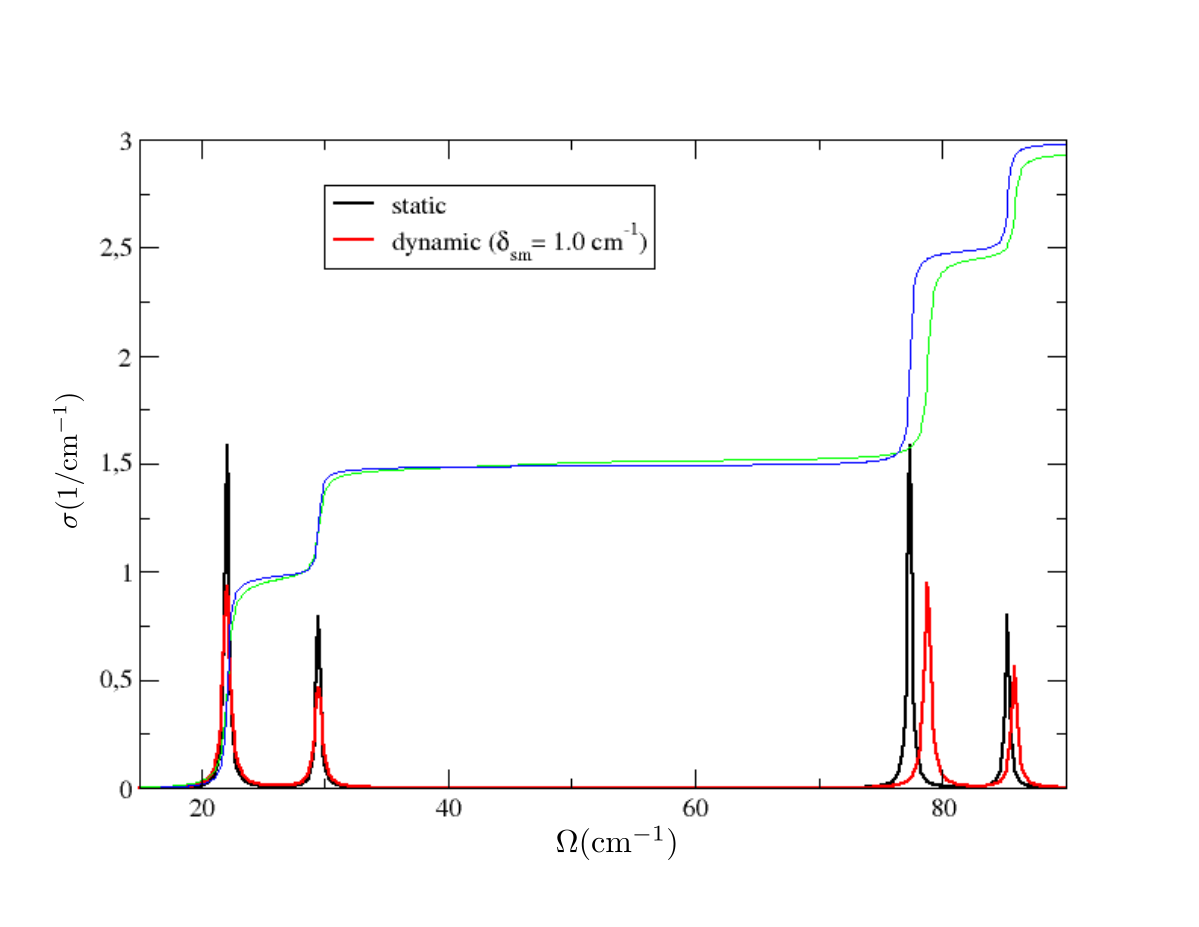 3
2,5
2
1,5
1
0,5
0
static
dynamic (δsm= 1.0 cm-1)
σ(1/cm−1)
20 40 60 80
Ω(cm−1)